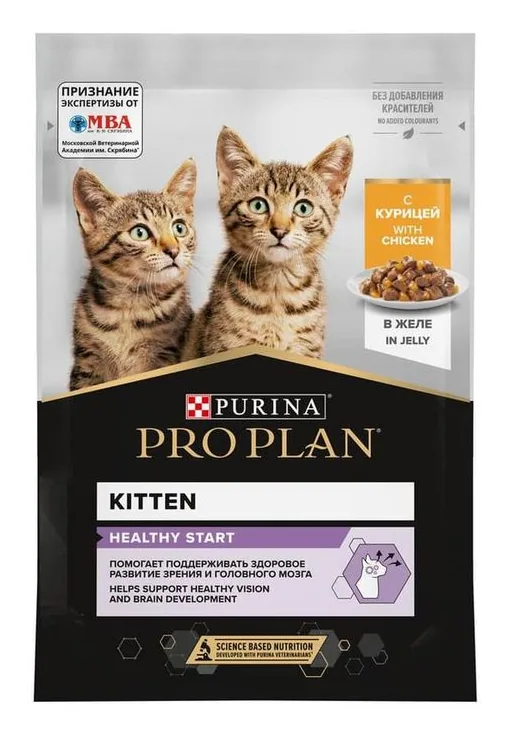 ПРИЗНАНИЕ
ЭКСПЕРТИЗЫ ОТ
МВА
ИМ. К. И. СКРЯБИНА
Московской Ветеринарной
Академии им. Скрябина*
БЕЗ ДОБАВЛЕНИЯ
КРАСИТЕЛЕЙ
NO ADDED COLOURANTS
С
КУРИЦЕЙ
WITH
CHICKEN
В ЖЕЛЕ
IN JELLY
PURINA
PRO PLAN®
KITTEN
HEALTHY START
ПОМОГАЕТ ПОДДЕРЖИВАТЬ ЗДОРОВОЕ
РАЗВИТИЕ ЗРЕНИЯ И ГОЛОВНОГО МОЗГА
HELPS SUPPORT HEALTHY VISION
AND BRAIN DEVELOPMENT
SCIENCE BASED NUTRITION
DEVELOPED WITH PURINA VETERINARIANS*